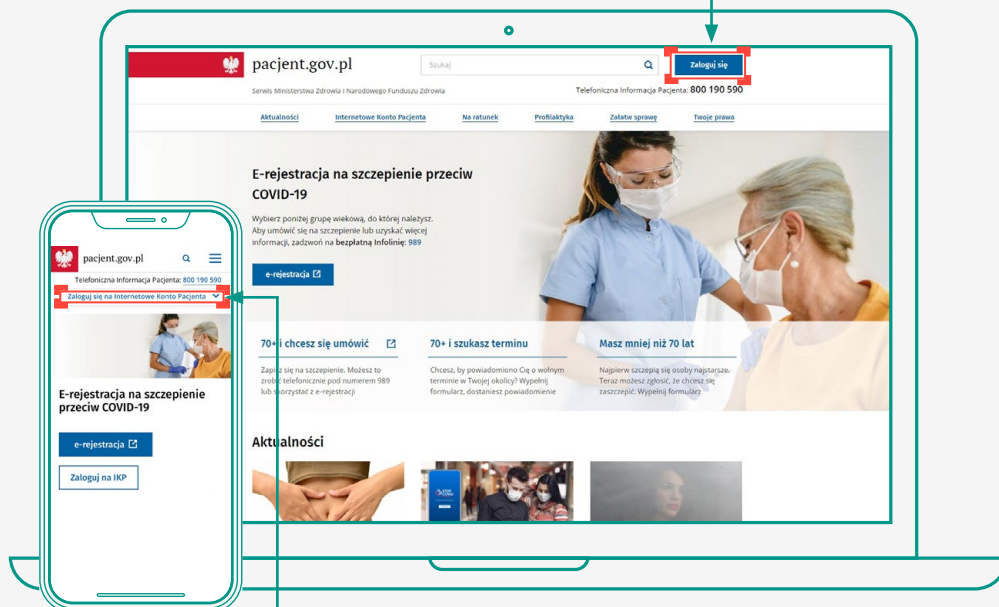 pacjent.gov.pl
Szukaj
Zaloguj się
Serwis Ministerstwa Zdrowia i Narodowego Funduszu Zdrowia
Telefoniczna Informacja Pacjenta: 800 190 590
Aktualności
Internetowe Konto Pacjenta
Na ratunek
Profilaktyka
Załatw sprawę
Twoje prawa
E-rejestracja na szczepienie przeciw
COVID-19
Wybierz poniżej grupę wiekową, do której należysz.
Aby umówić się na szczepienie lub uzyskać więcej
informacji, zadzwoń na bezpłatną Infolinię: 989
e-rejestracja
70+ i chcesz się umówić
Zapisz się na szczepienie. Możesz to
zrobić telefonicznie pod numerem 989
lub skorzystać z e-rejestracji
70+ i szukasz terminu
Chcesz, by powiadomiono Cię o wolnym
terminie w Twojej okolicy? Wypełnij
formularz, dostaniesz powiadomienie
Masz mniej niż 70 lat
Najpierw szczepią się osoby najstarsze.
Teraz możesz zgłosić, że chcesz się
zaszczepić. Wypełnij formularz
Aktualności
pacjent.gov.pl
Telefoniczna Informacja Pacjenta: 800 190 590
Zaloguj się na Internetowe Konto Pacjenta
E-rejestracja na szczepienie
przeciw COVID-19
e-rejestracja
Zaloguj na IKP